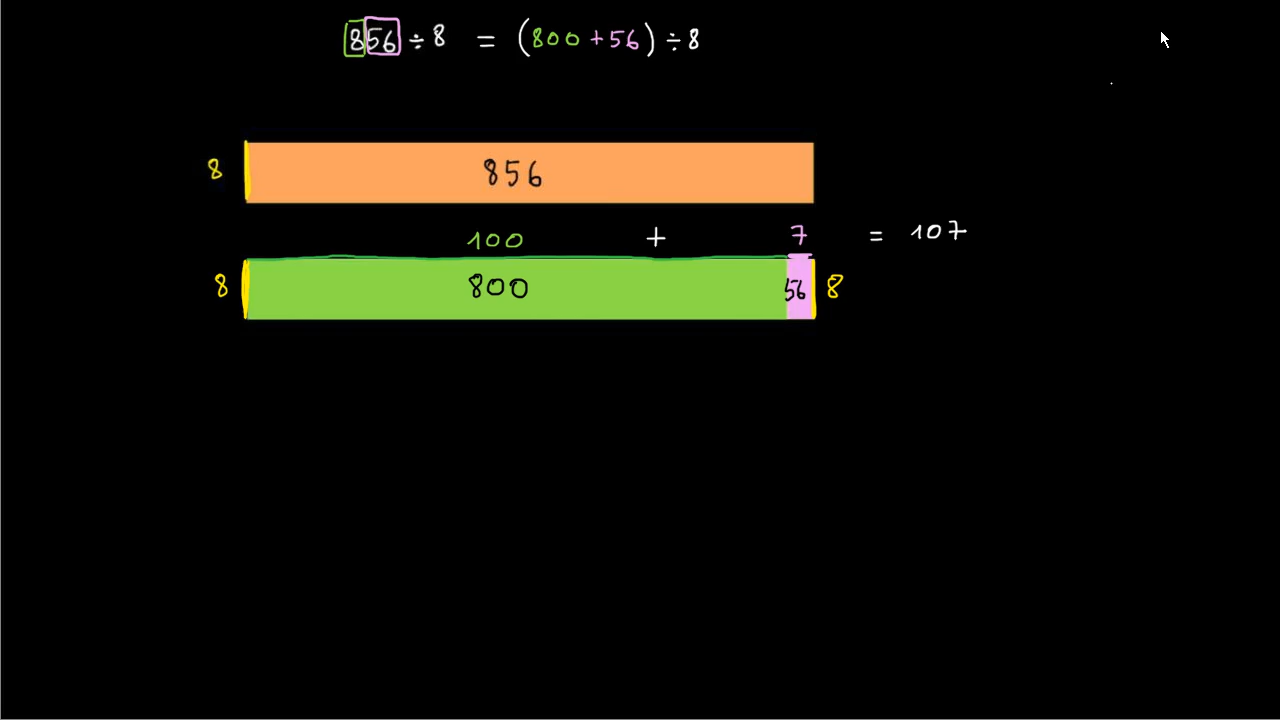 856 ÷ 8 = (800 + 56) ÷ 8
8 856
100 + 7 = 107
8 800 56 8